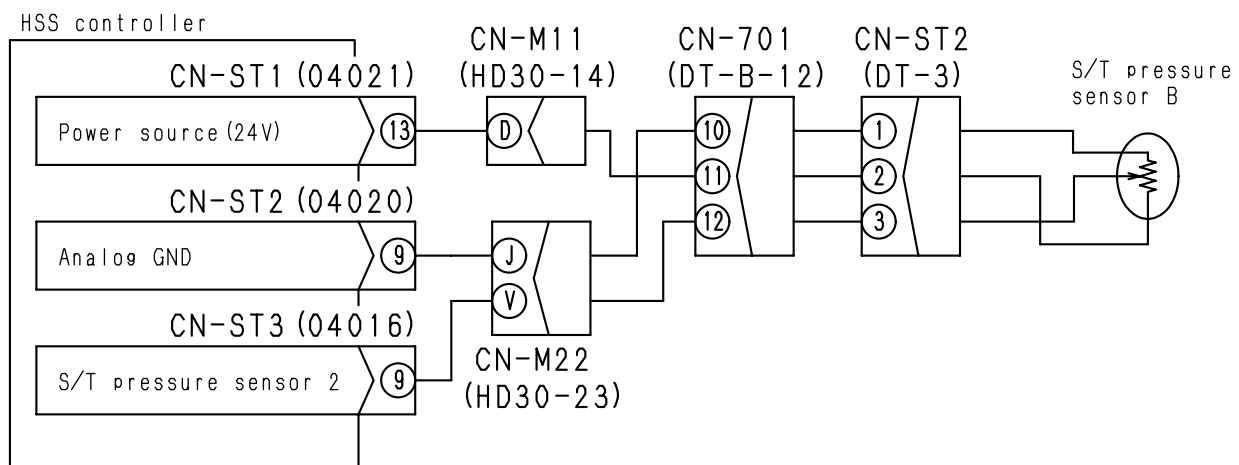 HSS controller
CN-ST1 (04021)
Power source (24V)
13
CN-M11
(HD30-14)
D
CN-701
(DT-B-12)
10
11
12
CN-ST2
(DT-3)
1
2
3
S/T pressure
sensor B
CN-ST2 (04020)
Analog GND
9
J
V
CN-M22
(HD30-23)
CN-ST3 (04016)
S/T pressure sensor 2
9